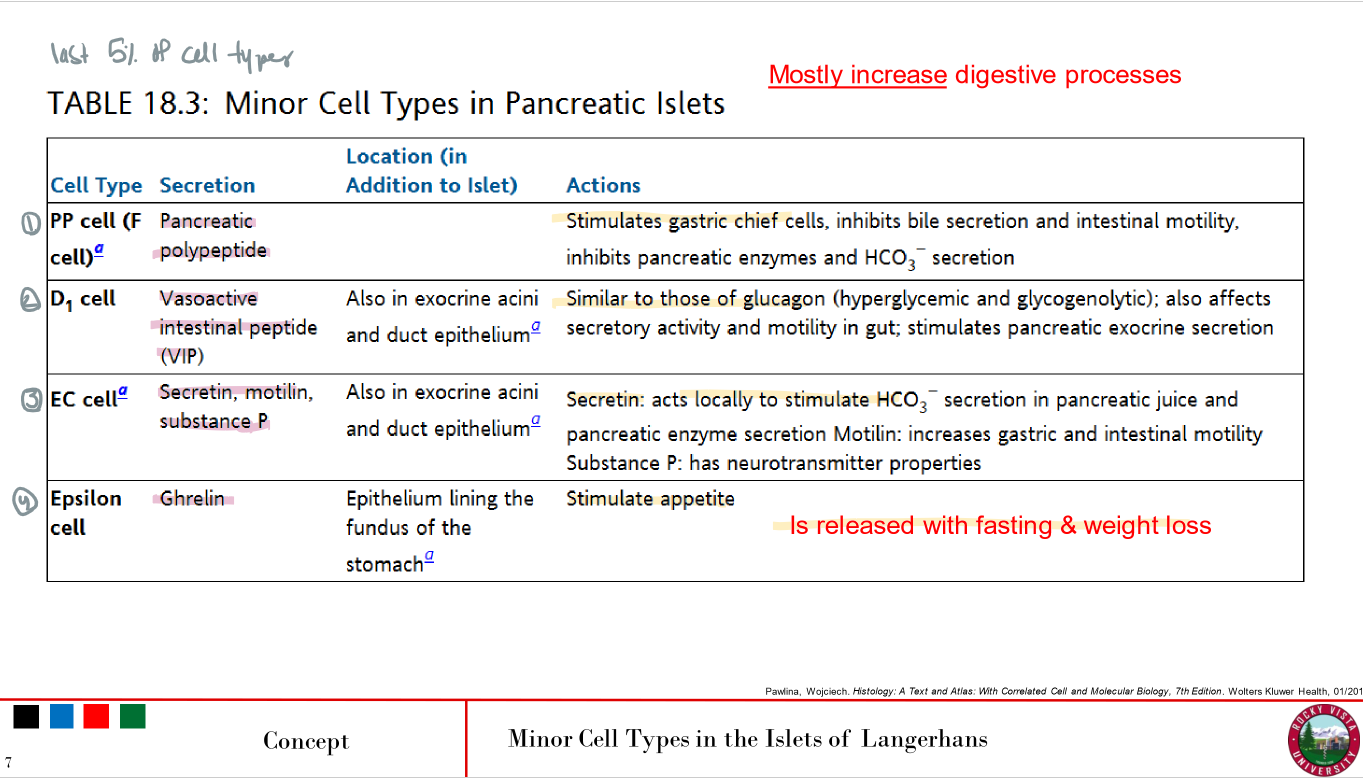 last 5% of cell types
Mostly increase digestive processes
TABLE 18.3: Minor Cell Types in Pancreatic Islets
Cell Type Secretion Location (in Addition to Islet) Actions
① PP cell (F cell)a Pancreatic polypeptide Stimulates gastric chief cells, inhibits bile secretion and intestinal motility, inhibits pancreatic enzymes and HCO3− secretion
② D1 cell Vasoactive intestinal peptide (VIP) Also in exocrine acini and duct epitheliuma Similar to those of glucagon (hyperglycemic and glycogenolytic); also affects secretory activity and motility in gut; stimulates pancreatic exocrine secretion
③ EC cella Secretin, motilin, substance P Also in exocrine acini and duct epitheliuma Secretin: acts locally to stimulate HCO3− secretion in pancreatic juice and pancreatic enzyme secretion Motilin: increases gastric and intestinal motility Substance P: has neurotransmitter properties
④ Epsilon cell Ghrelin Epithelium lining the fundus of the stomacha Stimulate appetite
Is released with fasting & weight loss
Pawlina, Wojciech. Histology: A Text and Atlas: With Correlated Cell and Molecular Biology, 7th Edition. Wolters Kluwer Health, 01/201
Concept
Minor Cell Types in the Islets of Langerhans
7
ROCKY VISTA UNIVERSITY